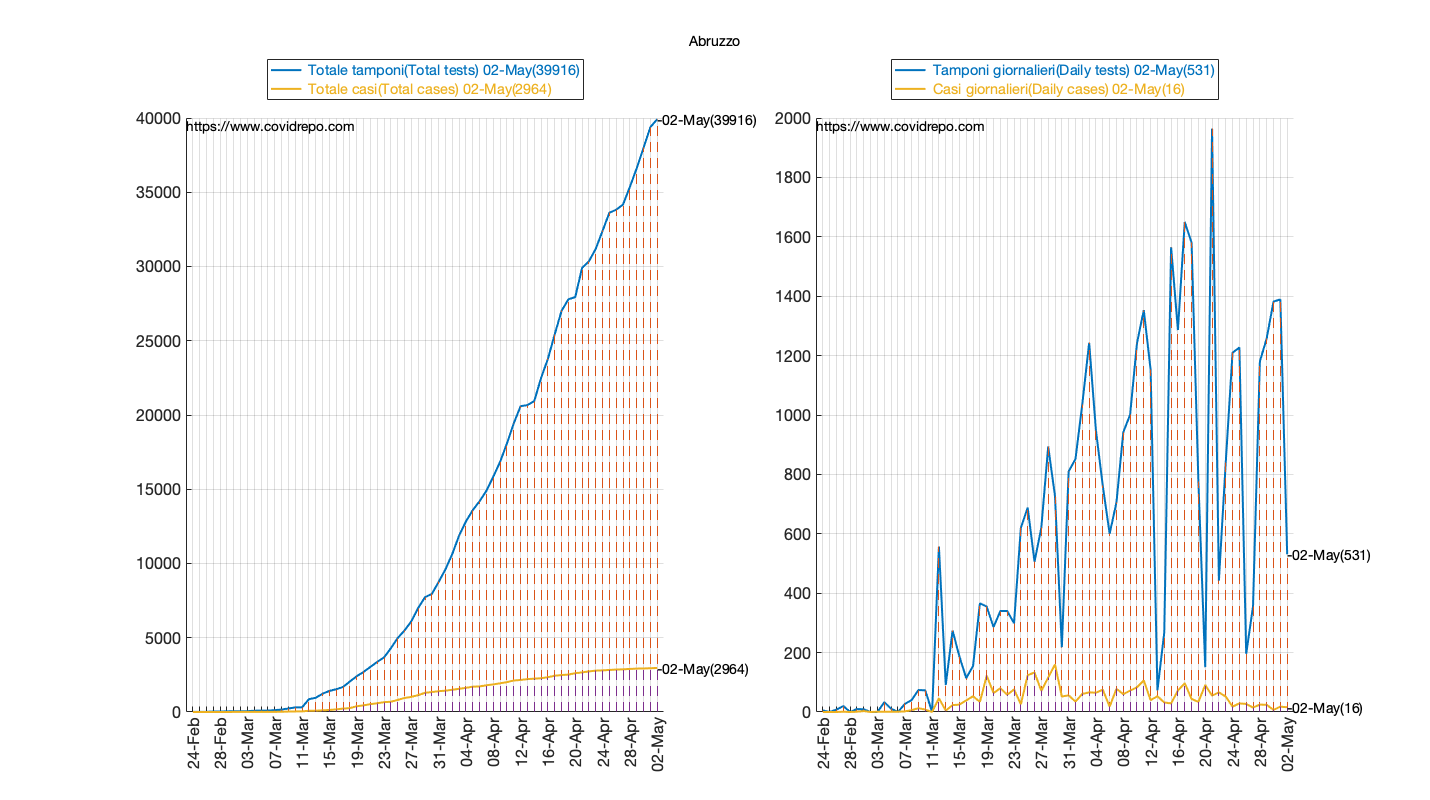 Abruzzo
Totale tamponi(Total tests) 02-May(39916)
Totale casi(Total cases) 02-May(2964)
https://www.covidrepo.com
40000
35000
30000
25000
20000
15000
10000
5000
0
02-May(39916)
02-May(2964)
24-Feb
28-Feb
03-Mar
07-Mar
11-Mar
15-Mar
19-Mar
23-Mar
27-Mar
31-Mar
04-Apr
08-Apr
12-Apr
16-Apr
20-Apr
24-Apr
28-Apr
02-May
Tamponi giornalieri(Daily tests) 02-May(531)
Casi giornalieri(Daily cases) 02-May(16)
https://www.covidrepo.com
2000
1800
1600
1400
1200
1000
800
600
400
200
0
02-May(531)
02-May(16)
24-Feb
28-Feb
03-Mar
07-Mar
11-Mar
15-Mar
19-Mar
23-Mar
27-Mar
31-Mar
04-Apr
08-Apr
12-Apr
16-Apr
20-Apr
24-Apr
28-Apr
02-May